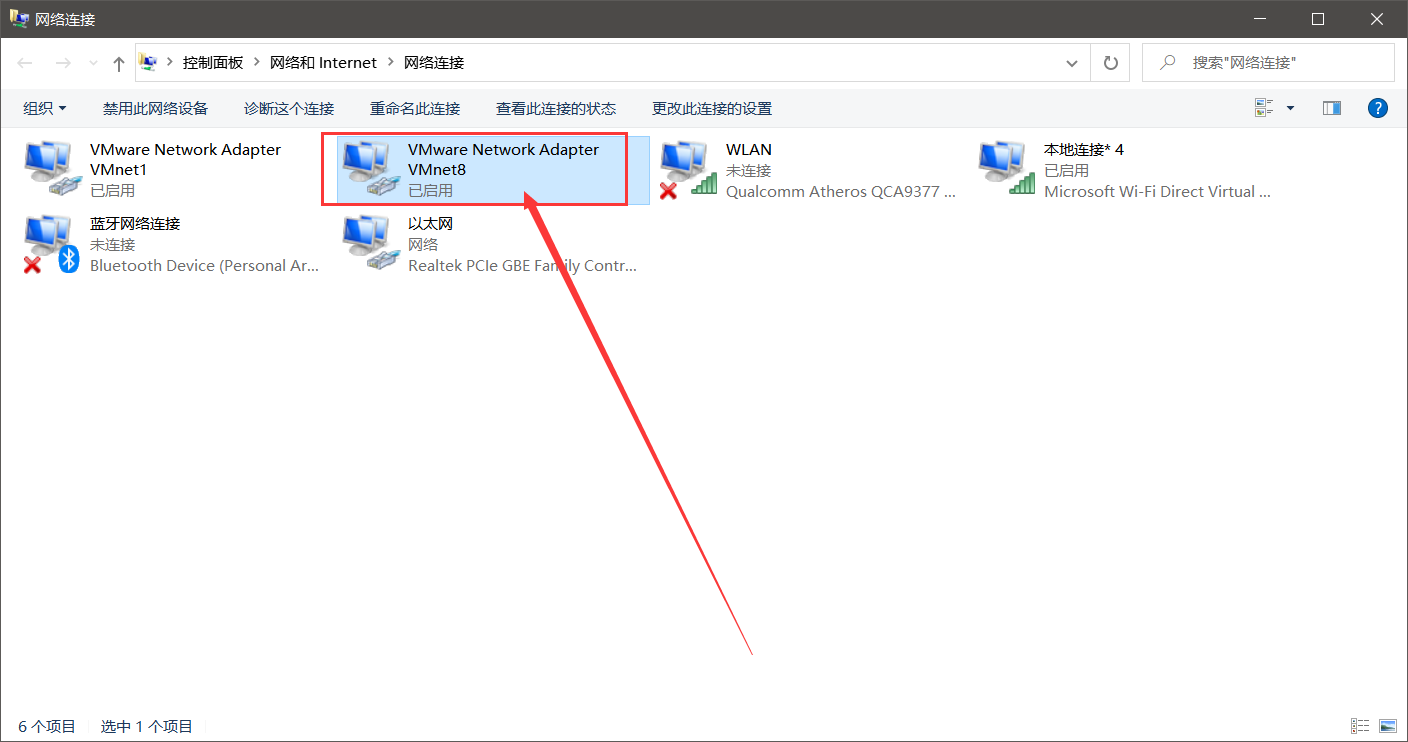 网络连接
控制面板 网络和 Internet 网络连接
搜索"网络连接"
组织 禁用此网络设备 诊断这个连接 重命名此连接 查看此连接的状态 更改此连接的设置
VMware Network Adapter
VMnet1
已启用
VMware Network Adapter
VMnet8
已启用
WLAN
未连接
Qualcomm Atheros QCA9377 ...
本地连接* 4
已启用
Microsoft Wi-Fi Direct Virtual ...
蓝牙网络连接
未连接
Bluetooth Device (Personal Ar...
以太网
网络
Realtek PCIe GBE Family Contr...
6 个项目 选中 1 个项目